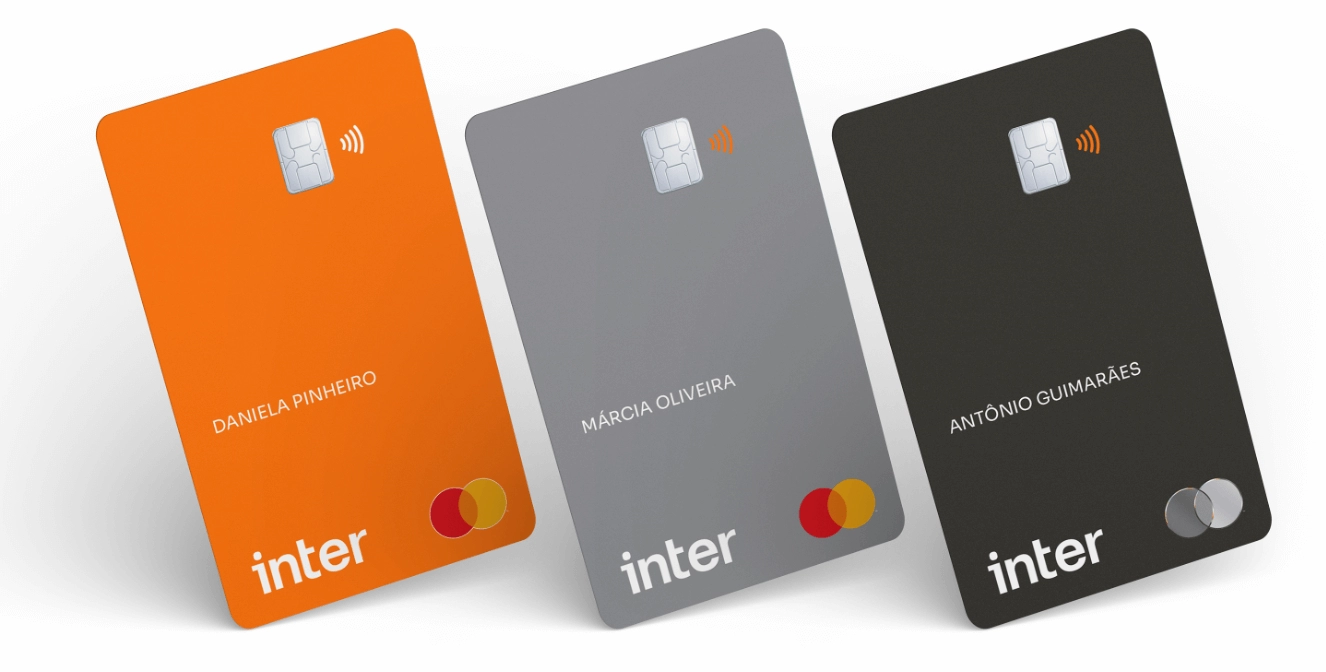 DANIELA PINHEIRO
inter
MÁRCIA OLIVEIRA
inter
ANTÔNIO GUIMARÃES
inter